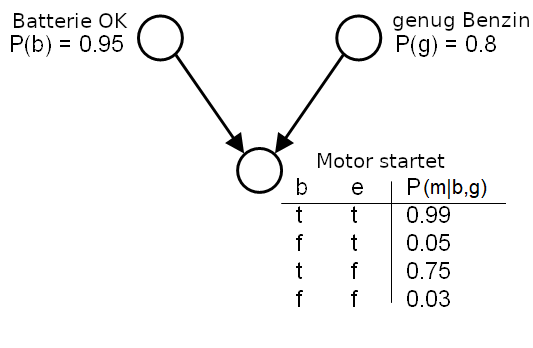 Batterie OK
P(b) = 0.95
genug Benzin
P(g) = 0.8
Motor startet
b e P(m|b,g)
t t 0.99
f t 0.05
t f 0.75
f f 0.03